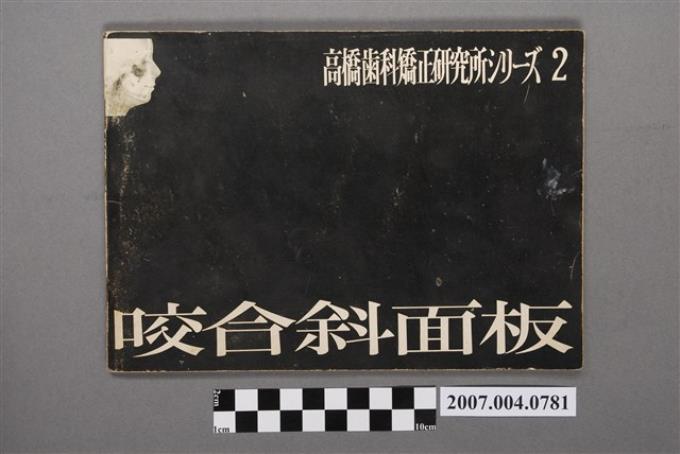 高橋歯科矯正研究所シリーズ 2
咬合斜面板
2cm
1cm
10cm
2007.004.0781